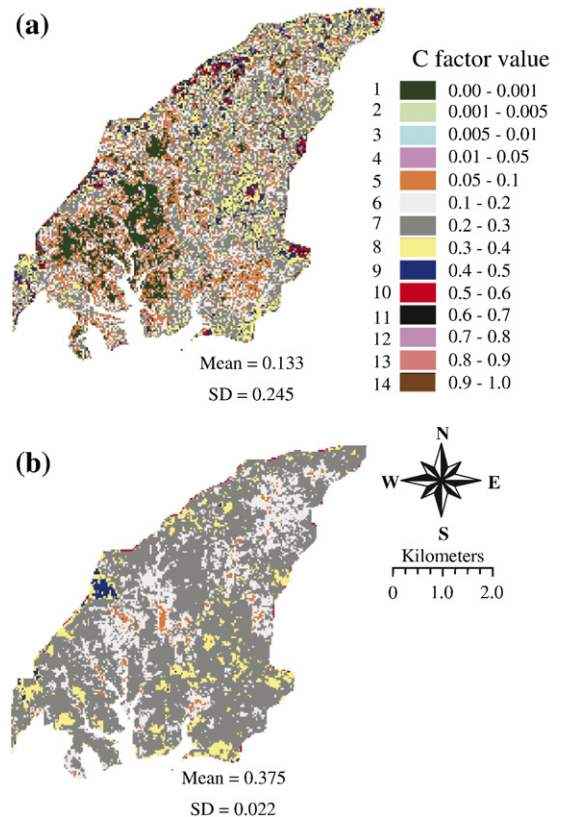 (a)
C factor value
1 0.00 - 0.001
2 0.001 - 0.005
3 0.005 - 0.01
4 0.01 - 0.05
5 0.05 - 0.1
6 0.1 - 0.2
7 0.2 - 0.3
8 0.3 - 0.4
9 0.4 - 0.5
10 0.5 - 0.6
11 0.6 - 0.7
12 0.7 - 0.8
13 0.8 - 0.9
14 0.9 - 1.0
Mean = 0.133
SD = 0.245
(b)
N
W E
S
Kilometers
0 1.0 2.0
Mean = 0.375
SD = 0.022